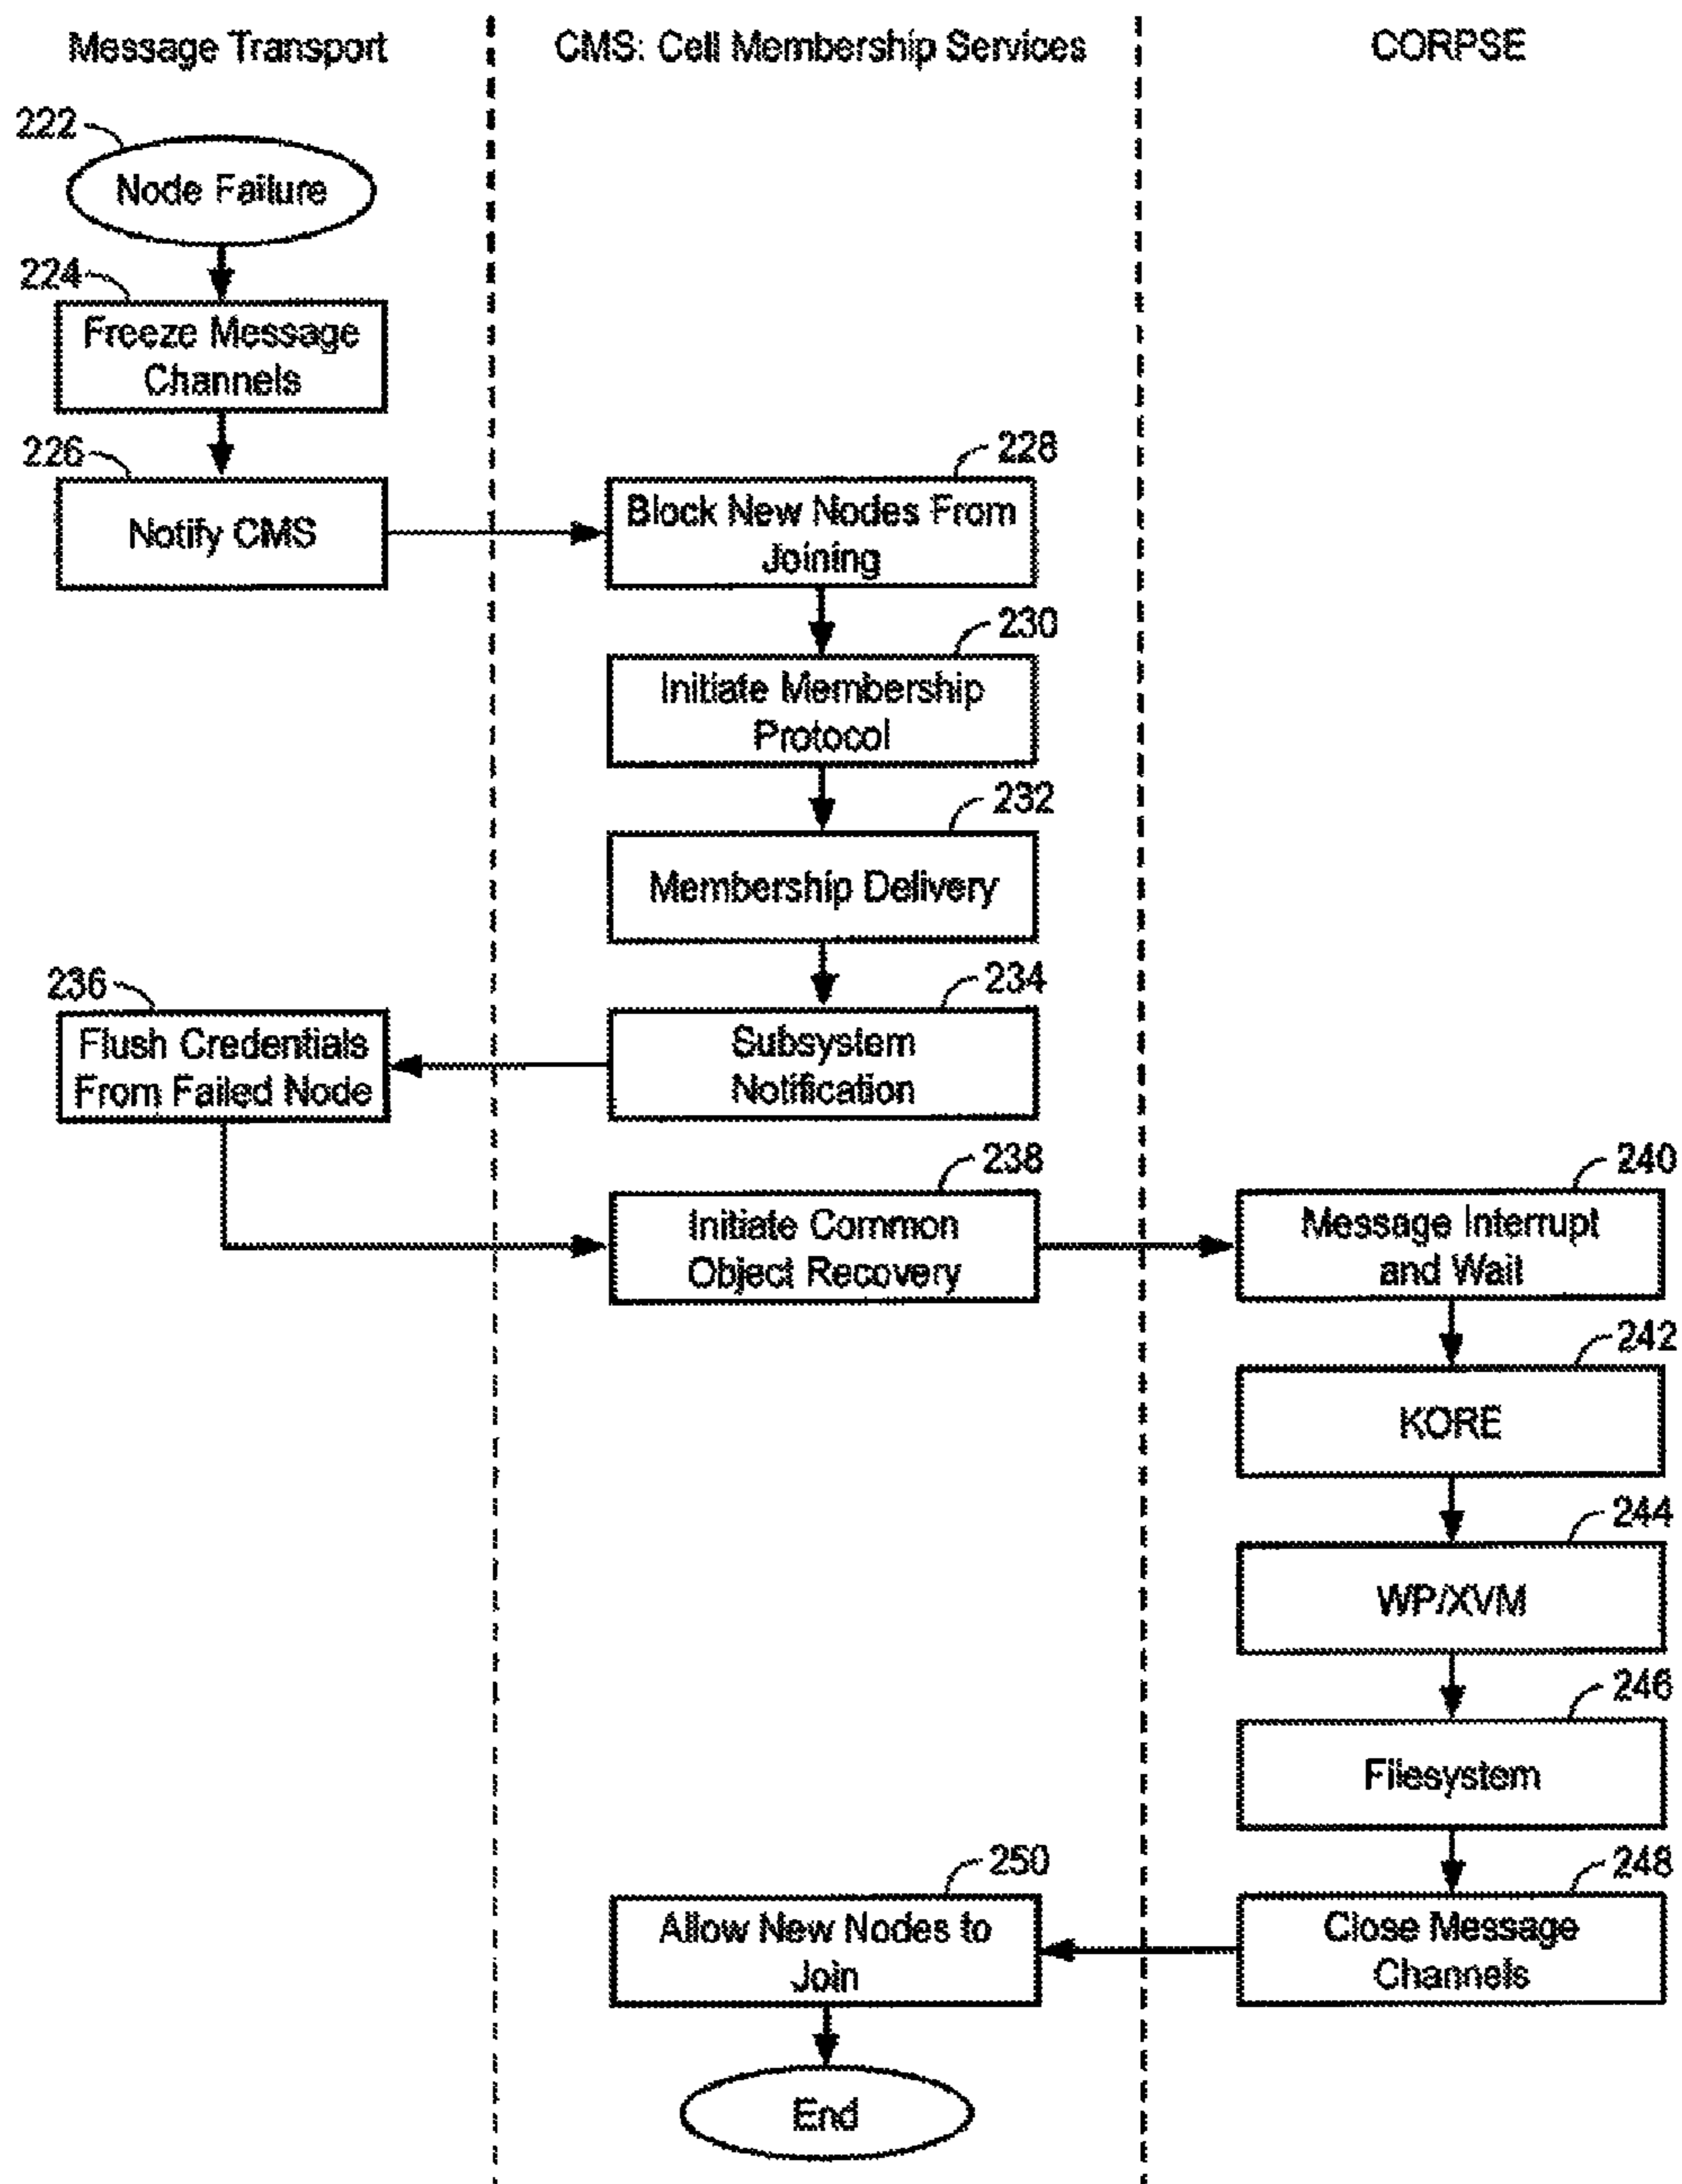 Message Transport
CMS: Cell Membership Services
CORPSE
222
Node Failure
224
Freeze Message
Channels
226
Notify CMS
228
Block New Nodes From
Joining
230
Initiate Membership
Protocol
232
Membership Delivery
234
Subsystem
Notification
236
Flush Credentials
From Failed Node
238
Initiate Common
Object Recovery
240
Message Interrupt
and Wait
242
KORE
244
WP/XVM
246
Filesystem
248
Close Message
Channels
250
Allow New Nodes to
Join
End